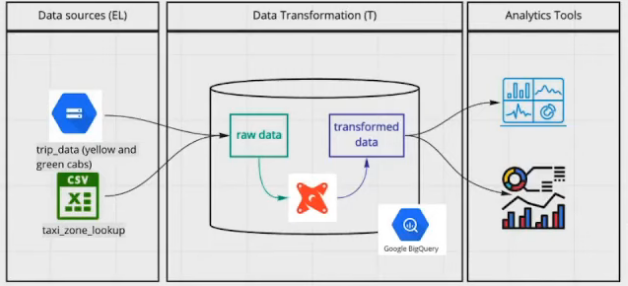 Data sources (EL)
Data Transformation (T)
Analytics Tools
trip_data (yellow and
green cabs)
CSV
X
taxi_zone_lookup
raw data
transformed
data
Google BigQuery